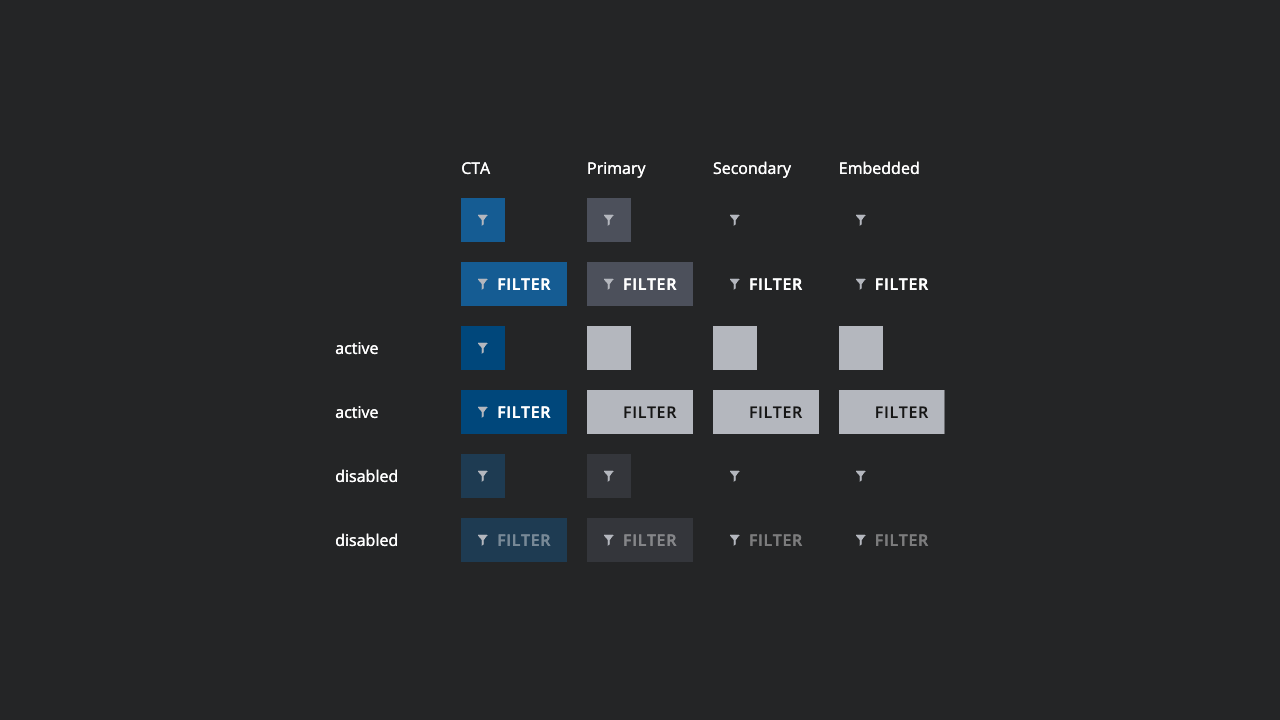 CTA Primary Secondary Embedded
FILTER FILTER FILTER FILTER
active
active FILTER FILTER FILTER FILTER
disabled
disabled FILTER FILTER FILTER FILTER